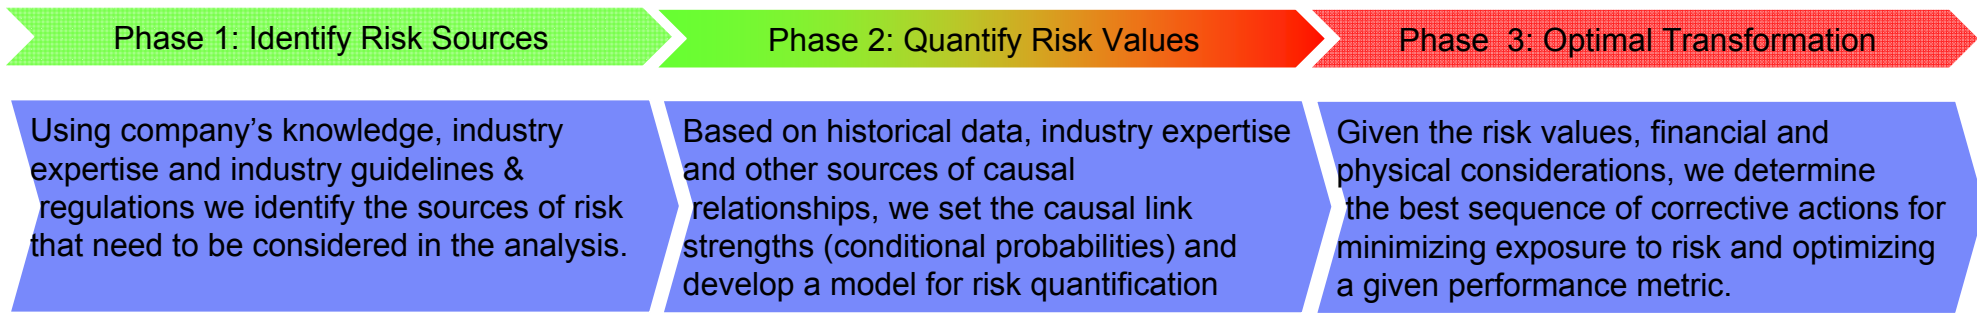 Phase 1: Identify Risk Sources
Phase 2: Quantify Risk Values
Phase 3: Optimal Transformation
Using company’s knowledge, industry
expertise and industry guidelines &
regulations we identify the sources of risk
that need to be considered in the analysis.
Based on historical data, industry expertise
and other sources of causal
relationships, we set the causal link
strengths (conditional probabilities) and
develop a model for risk quantification
Given the risk values, financial and
physical considerations, we determine
the best sequence of corrective actions for
minimizing exposure to risk and optimizing
a given performance metric.